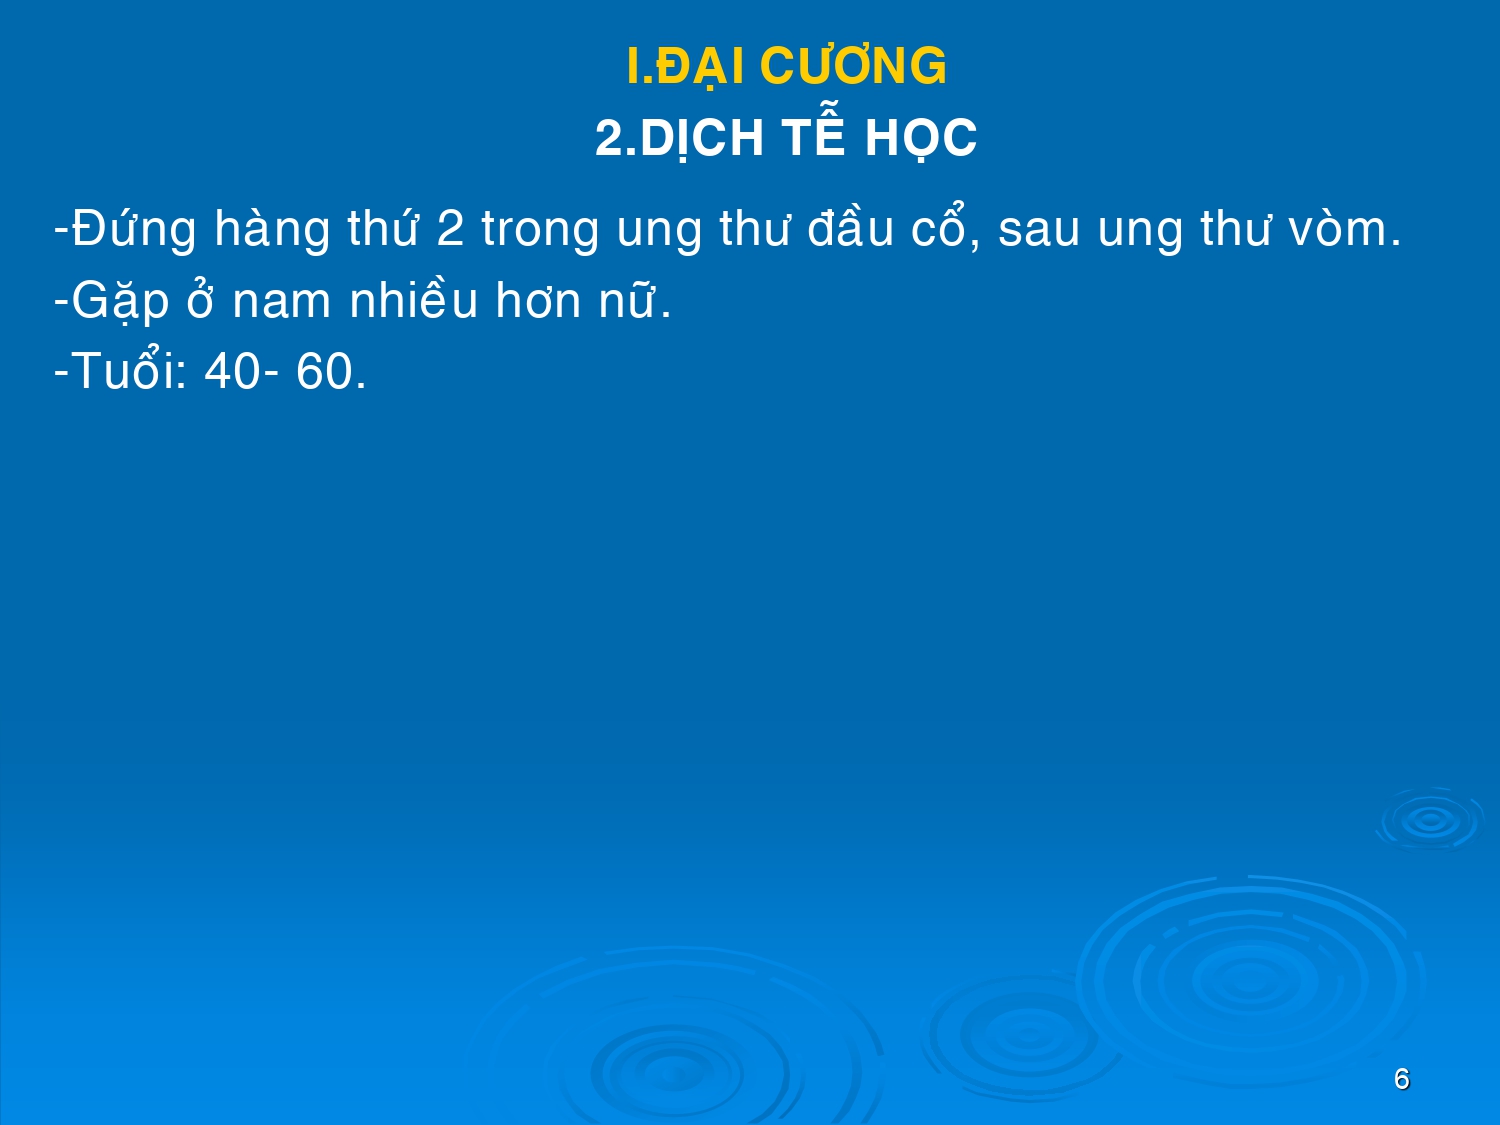 I.ĐẠI CƯƠNG
2.DỊCH TỄ HỌC
-Đứng hàng thứ 2 trong ung thư đầu cổ, sau ung thư vòm.
-Gặp ở nam nhiều hơn nữ.
-Tuổi: 40- 60.
6